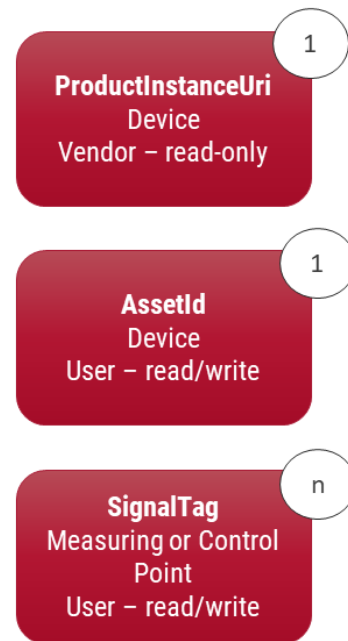 1
ProductInstanceUri
Device
Vendor – read-only
1
AssetId
Device
User – read/write
n
SignalTag
Measuring or Control
Point
User – read/write